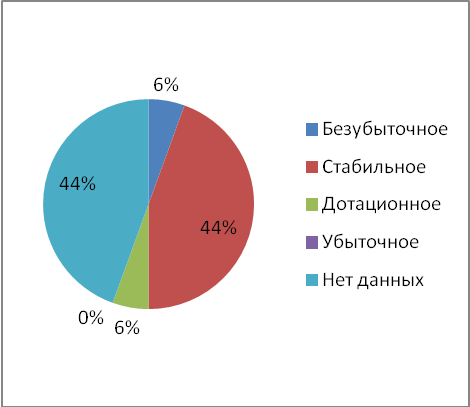 6%
44%
6%
0%
44%
Безубыточное
Стабильное
Дотационное
Убыточное
Нет данных